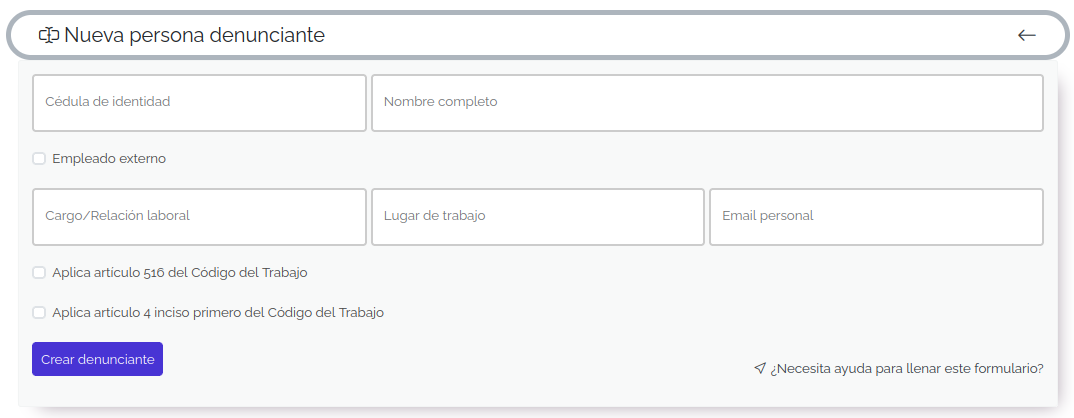 Nueva persona denunciante
Cédula de identidad
Nombre completo
Empleado externo
Cargo/Relación laboral
Lugar de trabajo
Email personal
Aplica artículo 516 del Código del Trabajo
Aplica artículo 4 inciso primero del Código del Trabajo
Crear denunciante
¿Necesita ayuda para llenar este formulario?